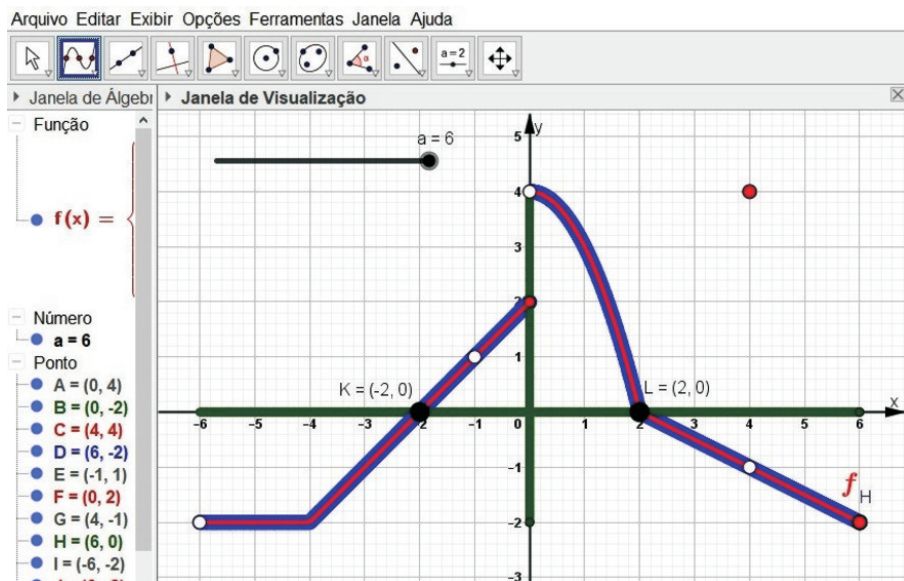 Arquivo Editar Exibir Opções Ferramentas Janela Ajuda
a=2
Janela de Álgebr
Janela de Visualização
Função
f(x) =
Número
a = 6
Ponto
A = (0, 4)
B = (0, -2)
C = (4, 4)
D = (6, -2)
E = (-1, 1)
F = (0, 2)
G = (4, -1)
H = (6, 0)
I = (-6, -2)
a = 6
y
5
4
3
2
1
0
-1
-2
-3
K = (-2, 0)
L = (2, 0)
x
-6 -5 -4 -3 -2 -1 0 1 2 3 4 5 6
f
H